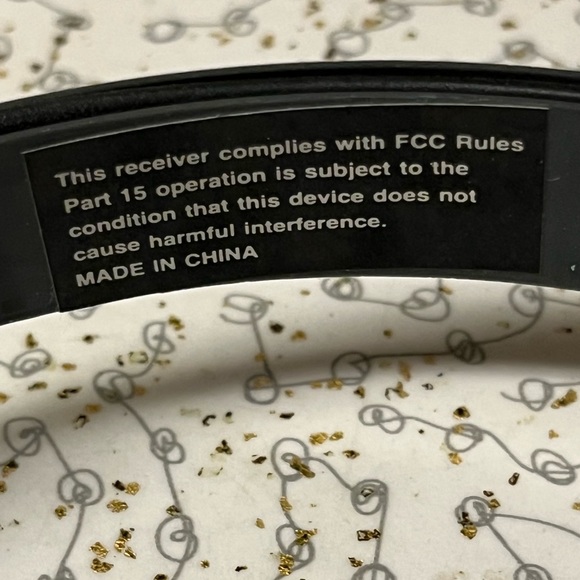 This receiver complies with FCC Rules
Part 15 operation is subject to the
condition that this device does not
cause harmful interference.
MADE IN CHINA